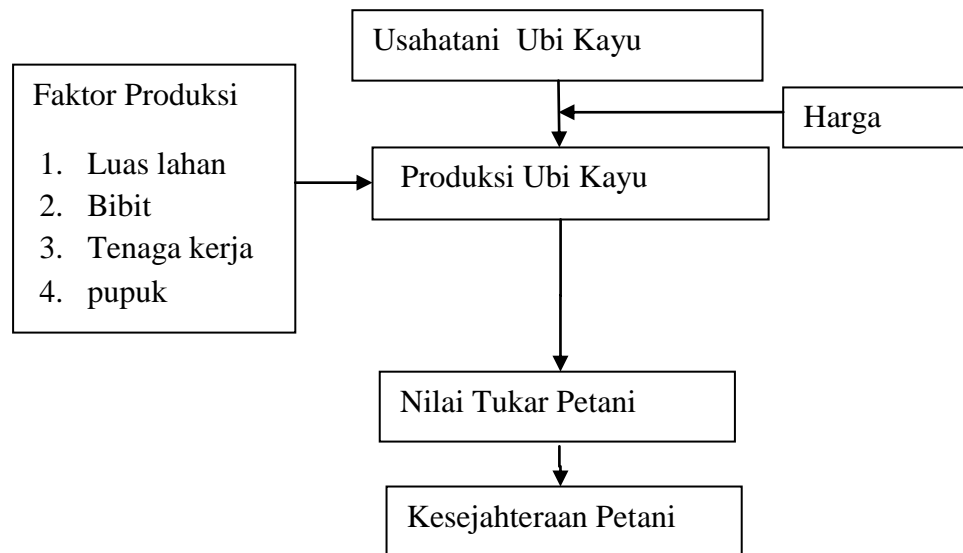 Usahatani Ubi Kayu
Faktor Produksi
1. Luas lahan
2. Bibit
3. Tenaga kerja
4. pupuk
Harga
Produksi Ubi Kayu
Nilai Tukar Petani
Kesejahteraan Petani